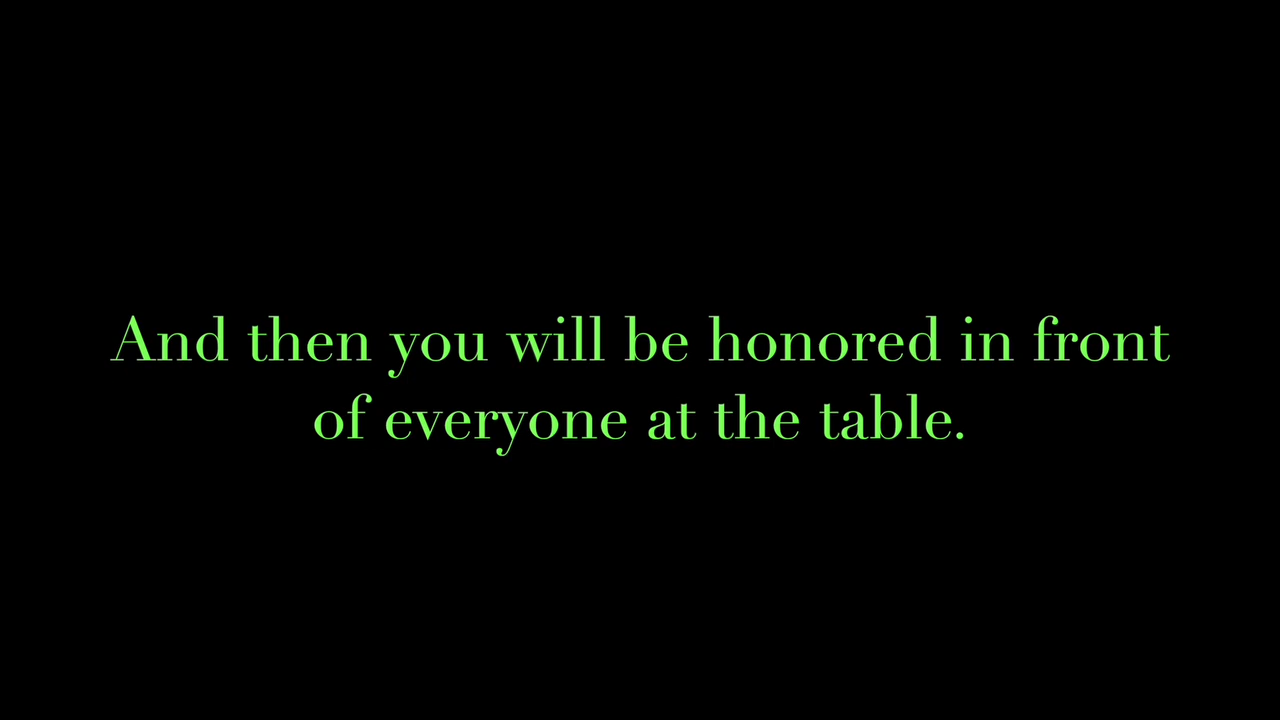 And then you will be honored in front
of everyone at the table.